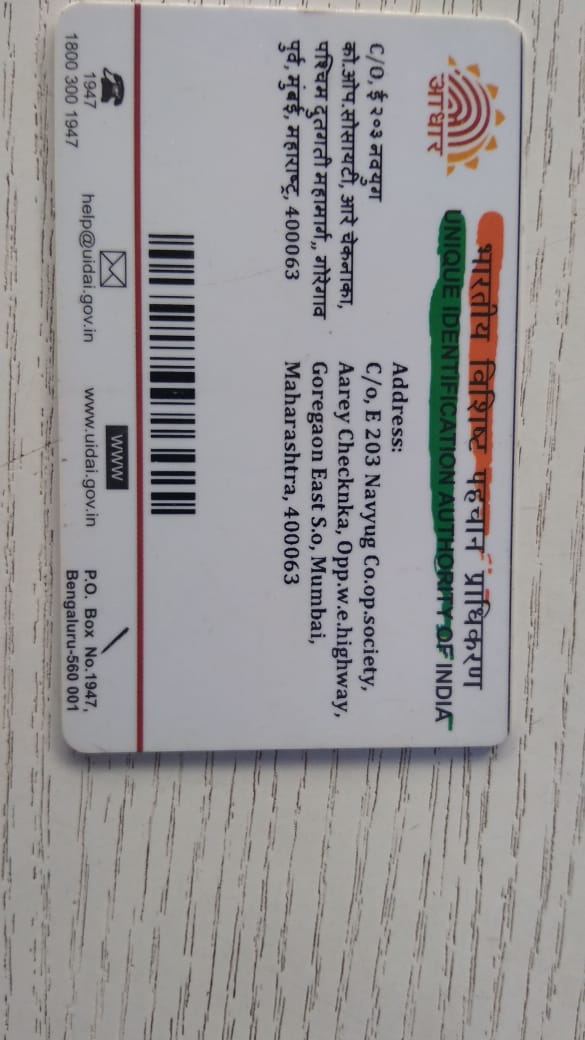 भारतीय विशिष्ट पहचान प्राधिकरण
UNIQUE IDENTIFICATION AUTHORITY OF INDIA
आधार
C/O, ई २०३ नवयुग
को.ओप.सोसायटी, आरे चेकनाका,
पश्चिम दुतगती महामार्ग,, गोरेगाव
पुर्व, मुंबई, महाराष्ट्र, 400063
Address:
C/o, E 203 Navyug Co.op.society,
Aarey Checknka, Opp.w.e.highway,
Goregaon East S.o, Mumbai,
Maharashtra, 400063
1947
1800 300 1947
help@uidai.gov.in
www
www.uidai.gov.in
P.O. Box No.1947,
Bengaluru-560 001